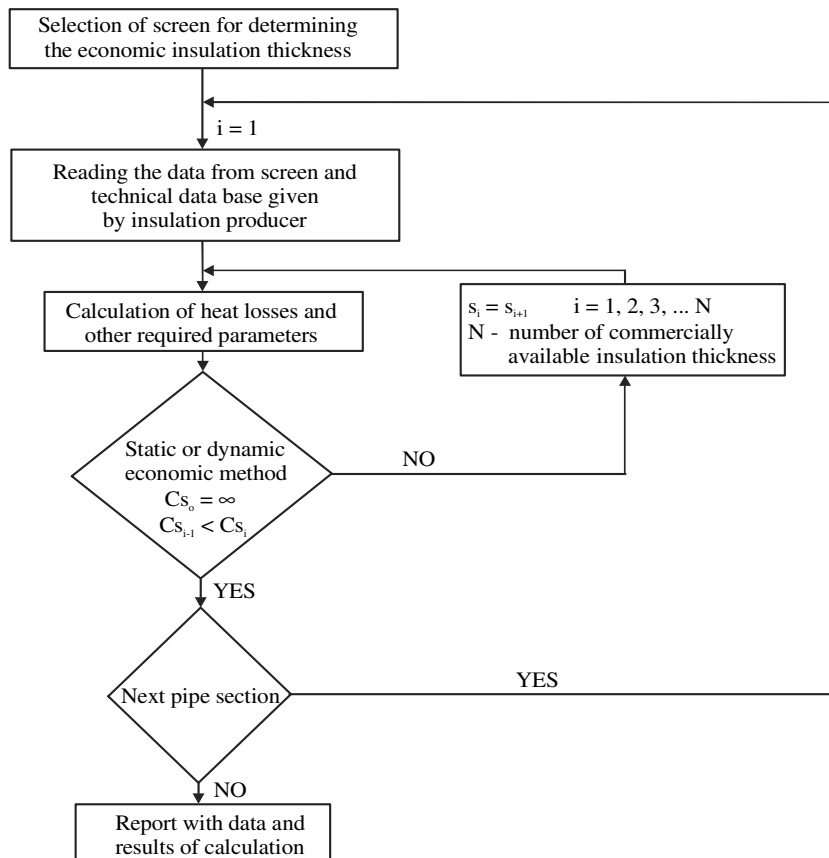 Selection of screen for determining
the economic insulation thickness
i = 1
Reading the data from screen and
technical data base given
by insulation producer
Calculation of heat losses and
other required parameters
sᵢ = sᵢ₊₁ i = 1, 2, 3, ... N
N - number of commercially
available insulation thickness
Static or dynamic
economic method
Csₒ = ∞
Csᵢ₋₁ < Csᵢ
NO
YES
Next pipe section
YES
NO
Report with data and
results of calculation